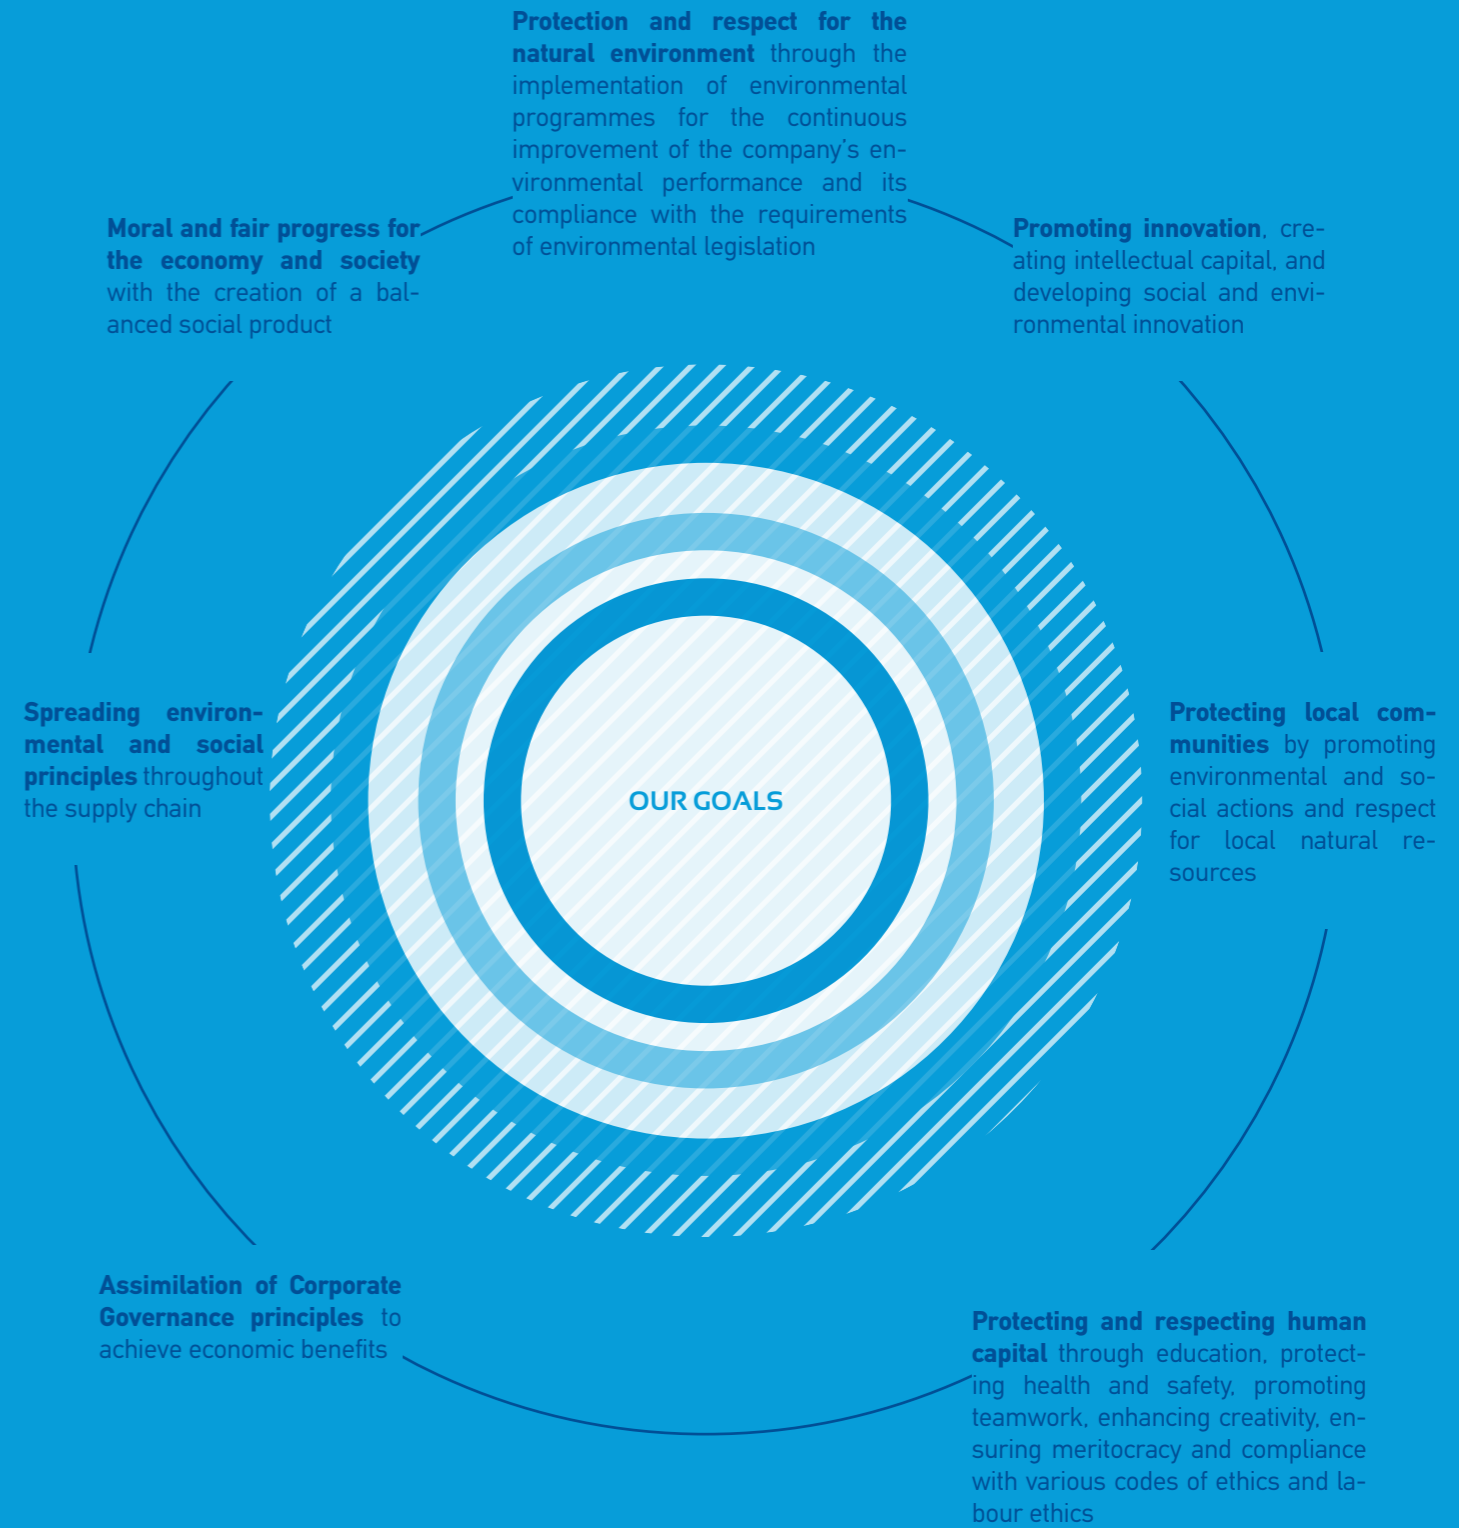 Protection and respect for the
natural environment through the
implementation of environmental
programmes for the continuous
improvement of the company's en-
vironmental performance and its
compliance with the requirements
of environmental legislation
Moral and fair progress for
the economy and society
with the creation of a bal-
anced social product
Promoting innovation, cre-
ating intellectual capital, and
developing social and envi-
ronmental innovation
Spreading environ-
mental and social
principles throughout
the supply chain
OUR GOALS
Protecting local com-
munities by promoting
environmental and so-
cial actions and respect
for local natural re-
sources
Assimilation of Corporate
Governance principles to
achieve economic benefits
Protecting and respecting human
capital through education, protect-
ing health and safety, promoting
teamwork, enhancing creativity, en-
suring meritocracy and compliance
with various codes of ethics and la-
bour ethics